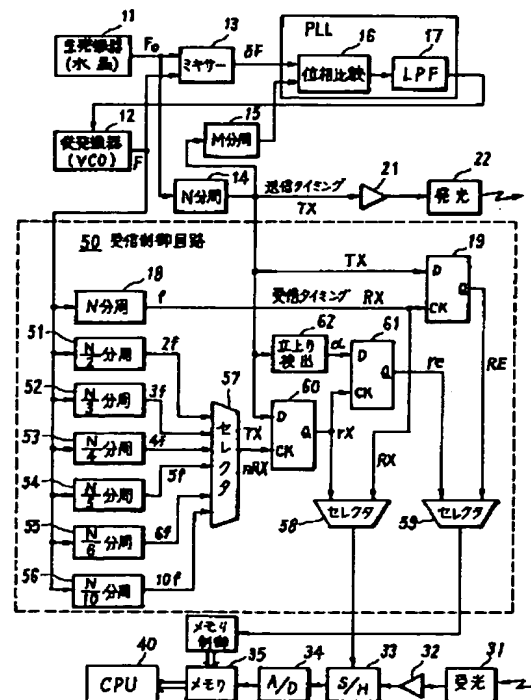 11
主発振器
(水晶)
F₀
13
ミキサー
δF
PLL
16
位相比較
17
LPF
12
従発振器
(VCO)
F
15
M分周
14
N分周
送信タイミング
TX
21
22
発光
50 受信制御回路
18
N分周
f
受信タイミング RX
TX
19
D
Q
CK
RE
51
N/2 分周
2f
52
N/3 分周
3f
53
N/4 分周
4f
54
N/5 分周
5f
55
N/6 分周
6f
56
N/10 分周
10f
57
セレクタ
TX
nRX
62
立上り
検出
α
61
D
Q
CK
re
60
D
Q
CK
rX
RX
58
セレクタ
59
セレクタ
メモリ
制御
40
CPU
35
メモリ
34
A/D
33
S/H
32
31
受光